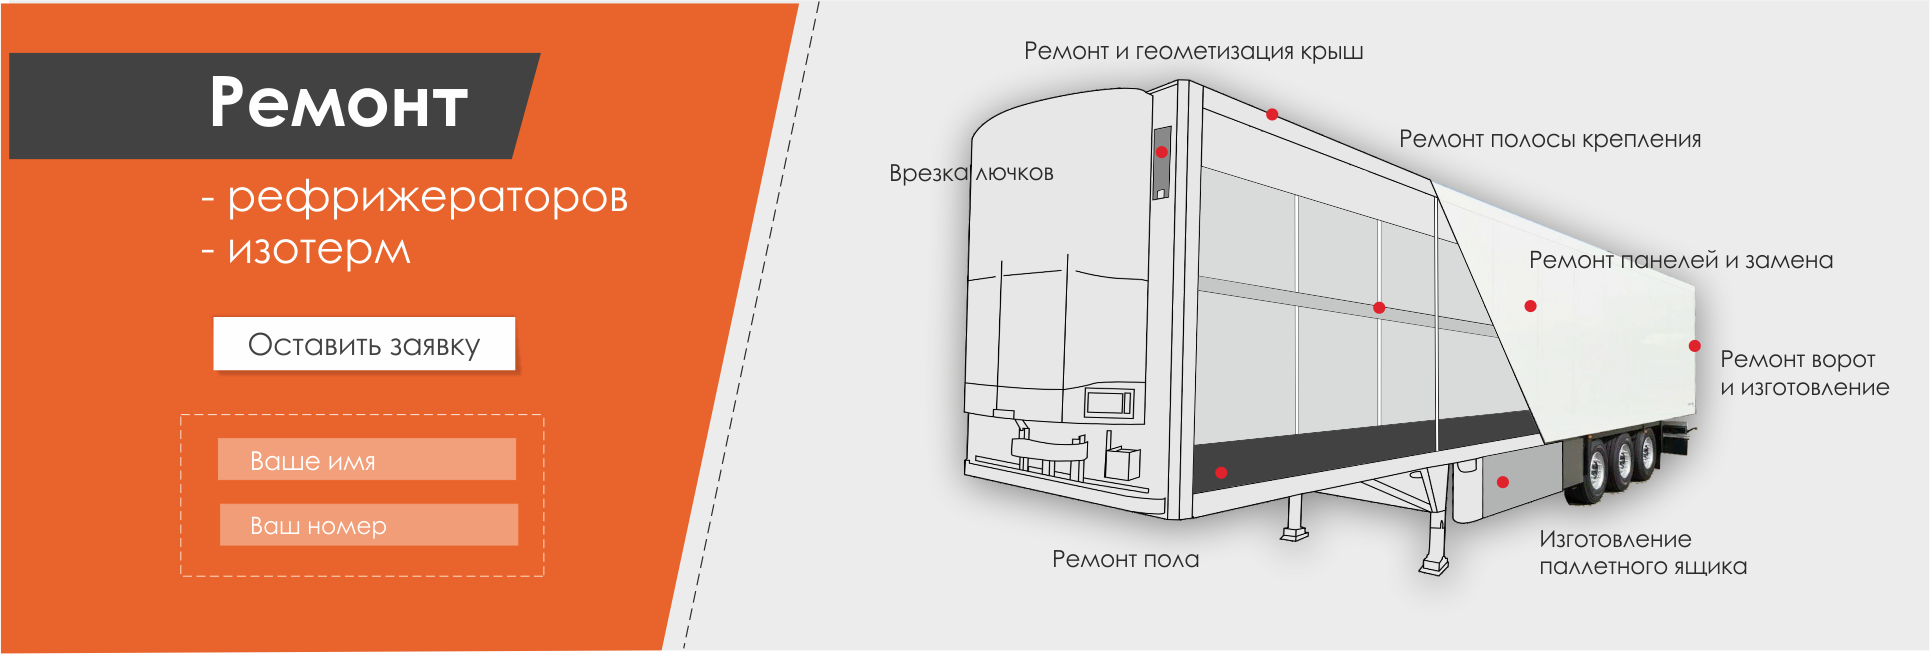 Ремонт
- рефрижераторов
- изотерм
Оставить заявку
Ваше имя
Ваш номер
Ремонт и геометизация крыш
Ремонт полосы крепления
Врезка лючков
Ремонт панелей и замена
Ремонт ворот
и изготовление
Изготовление
паллетного ящика
Ремонт пола